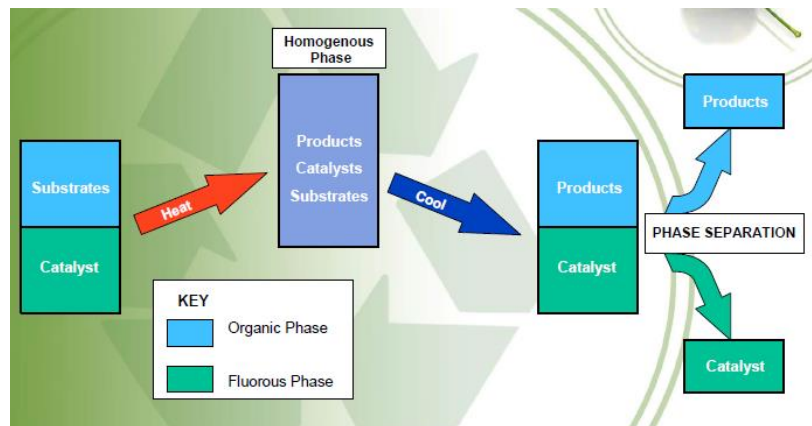 Homogenous
Phase
Products
Substrates
Products
Catalysts
Substrates
Heat
Cool
Products
Catalyst
Catalyst
PHASE SEPARATION
KEY
Organic Phase
Fluorous Phase
Catalyst